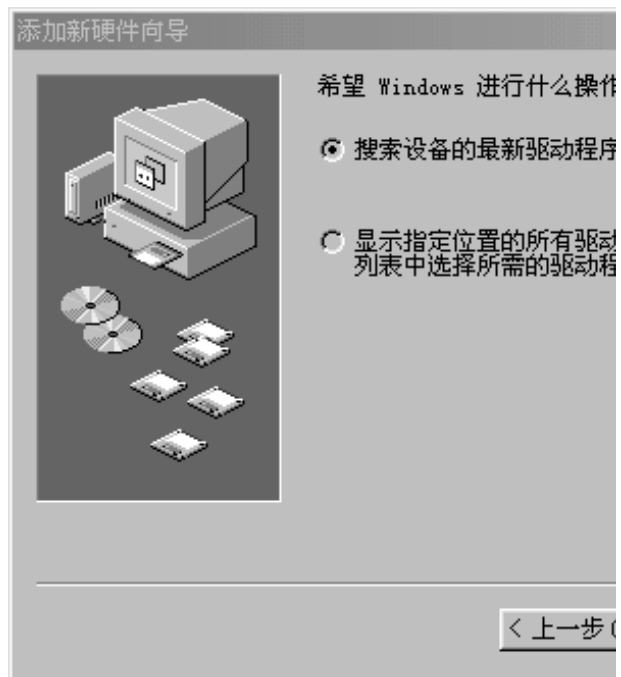 添加新硬件向导
希望 Windows 进行什么操作
搜索设备的最新驱动程序
显示指定位置的所有驱动
列表中选择所需的驱动程
< 上一步(